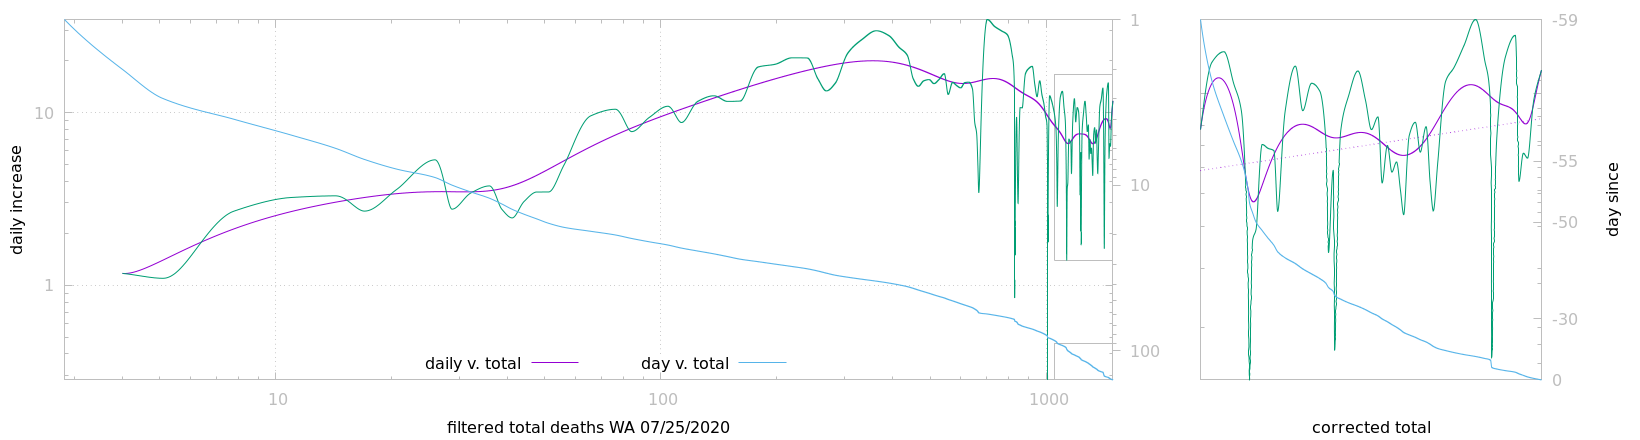 daily increase
10
1
daily v. total
day v. total
10
100
1000
filtered total deaths WA 07/25/2020
1
10
100
-59
-55
-50
-30
0
day since
corrected total